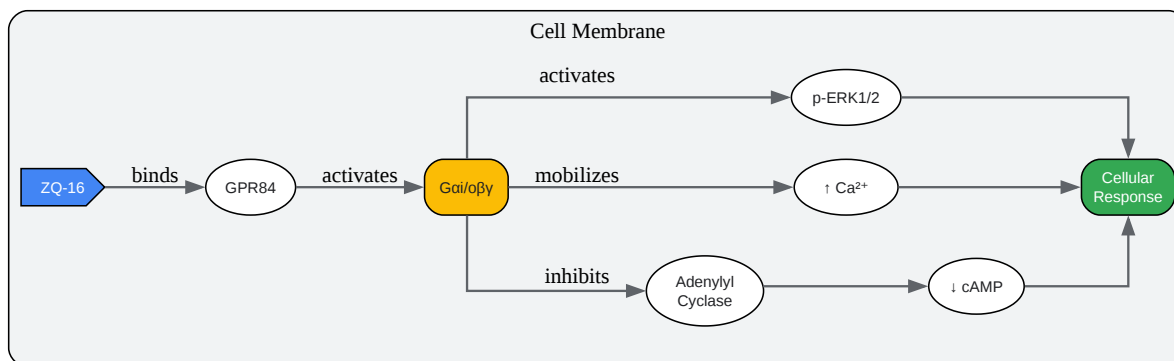 Cell Membrane
activates
p-ERK1/2
ZQ-16
binds
GPR84
activates
Gαi/oβγ
mobilizes
↑ Ca²⁺
Cellular
Response
inhibits
Adenylyl
Cyclase
↓ cAMP